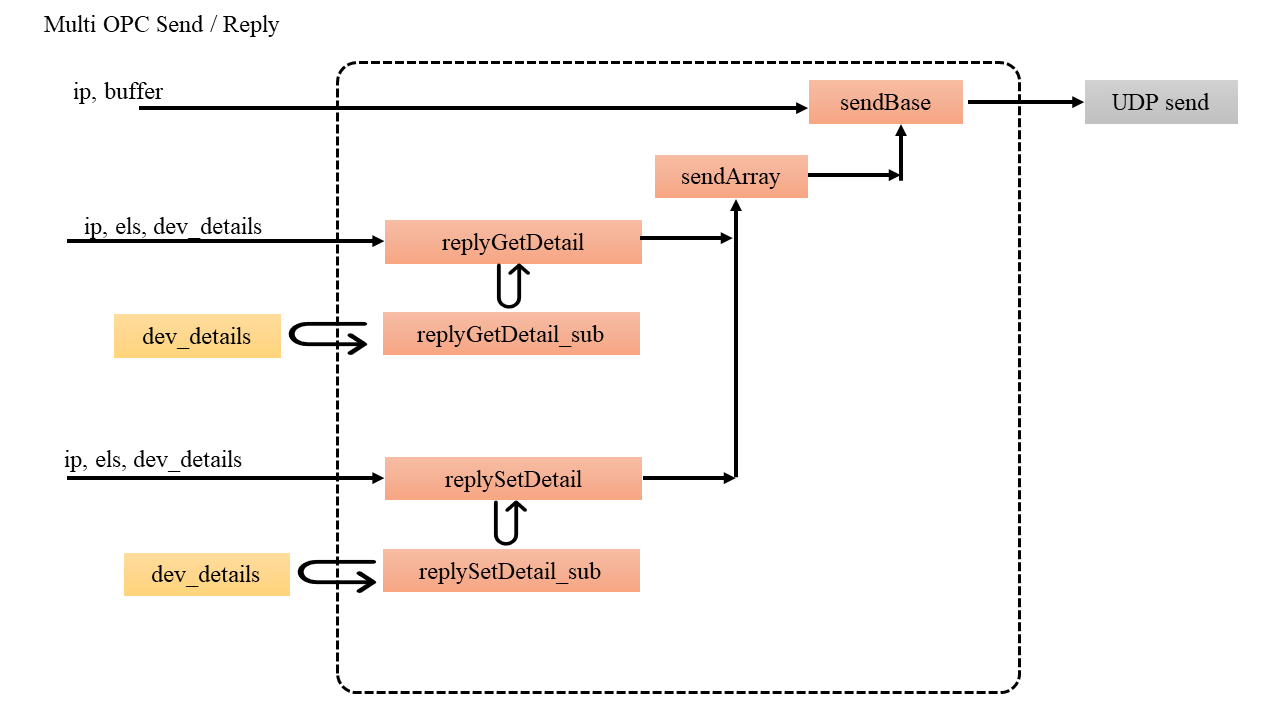 Multi OPC Send / Reply
ip, buffer
sendBase
UDP send
sendArray
ip, els, dev_details
replyGetDetail
dev_details
replyGetDetail_sub
ip, els, dev_details
replySetDetail
dev_details
replySetDetail_sub